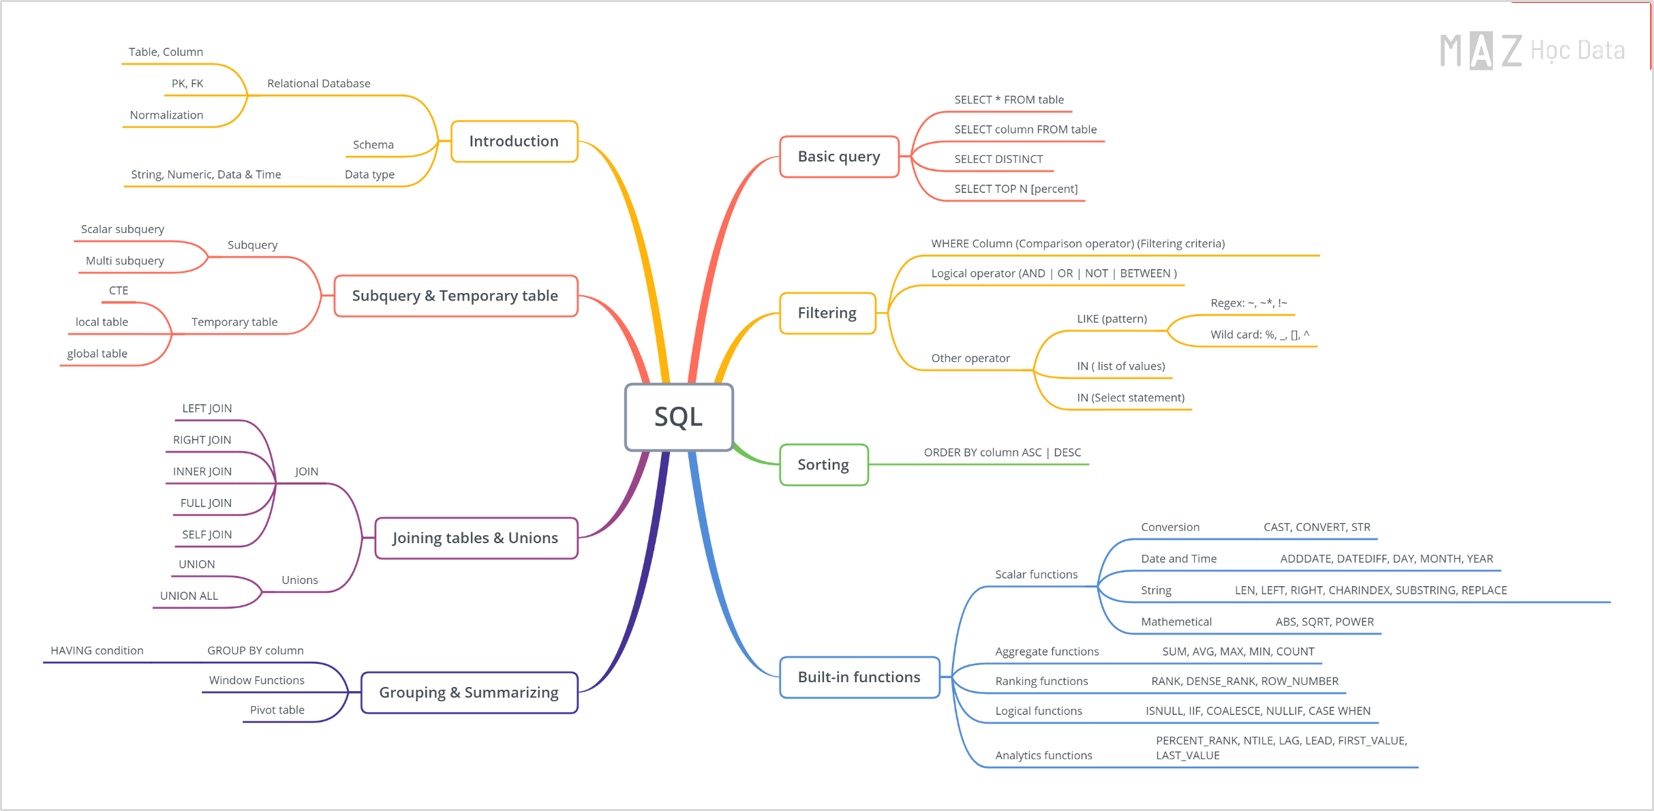 MAZ Học Data
Table, Column
PK, FK
Relational Database
Normalization
Introduction
Schema
String, Numeric, Data & Time
Data type
Scalar subquery
Subquery
Multi subquery
CTE
Subquery & Temporary table
local table
Temporary table
global table
SQL
LEFT JOIN
RIGHT JOIN
INNER JOIN
JOIN
FULL JOIN
SELF JOIN
Joining tables & Unions
UNION
Unions
UNION ALL
HAVING condition
GROUP BY column
Window Functions
Grouping & Summarizing
Pivot table
Basic query
SELECT * FROM table
SELECT column FROM table
SELECT DISTINCT
SELECT TOP N [percent]
Filtering
WHERE Column (Comparison operator) (Filtering criteria)
Logical operator (AND | OR | NOT | BETWEEN )
Other operator
LIKE (pattern)
Regex: ~, ~*, !~
Wild card: %, _, [], ^
IN ( list of values)
IN (Select statement)
Sorting
ORDER BY column ASC | DESC
Built-in functions
Scalar functions
Conversion
CAST, CONVERT, STR
Date and Time
ADDDATE, DATEDIFF, DAY, MONTH, YEAR
String
LEN, LEFT, RIGHT, CHARINDEX, SUBSTRING, REPLACE
Mathemetical
ABS, SQRT, POWER
Aggregate functions
SUM, AVG, MAX, MIN, COUNT
Ranking functions
RANK, DENSE_RANK, ROW_NUMBER
Logical functions
ISNULL, IIF, COALESCE, NULLIF, CASE WHEN
Analytics functions
PERCENT_RANK, NTILE, LAG, LEAD, FIRST_VALUE,
LAST_VALUE